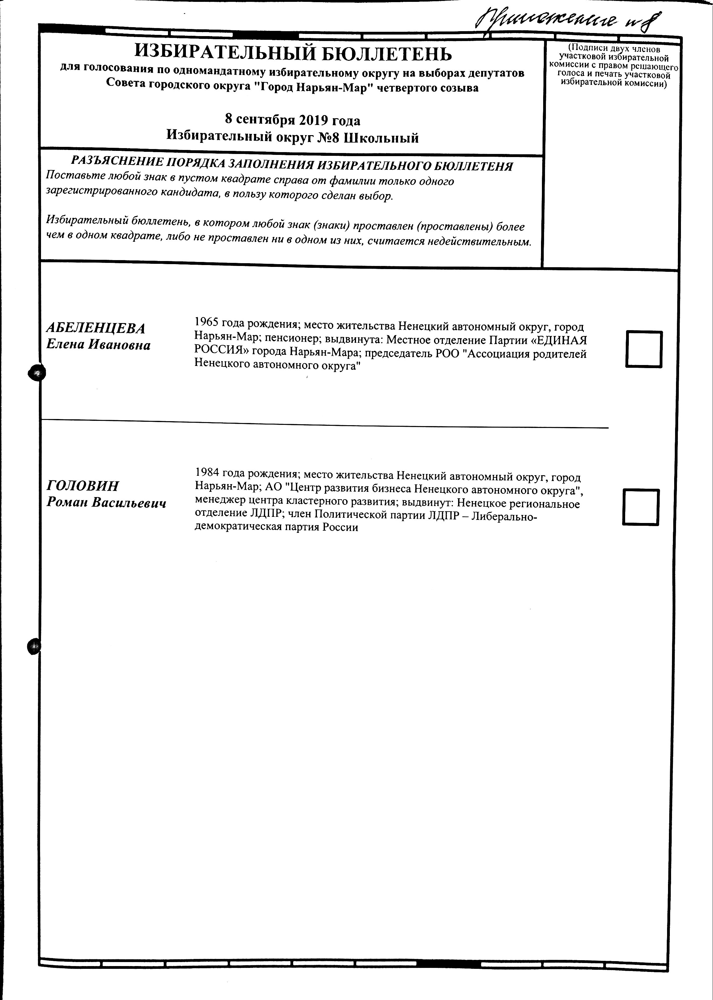 Приложение №8
ИЗБИРАТЕЛЬНЫЙ БЮЛЛЕТЕНЬ
для голосования по одномандатному избирательному округу на выборах депутатов
Совета городского округа "Город Нарьян-Мар" четвертого созыва
8 сентября 2019 года
Избирательный округ №8 Школьный
(Подписи двух членов
участковой избирательной
комиссии с правом решающего
голоса и печать участковой
избирательной комиссии)
РАЗЪЯСНЕНИЕ ПОРЯДКА ЗАПОЛНЕНИЯ ИЗБИРАТЕЛЬНОГО БЮЛЛЕТЕНЯ
Поставьте любой знак в пустом квадрате справа от фамилии только одного
зарегистрированного кандидата, в пользу которого сделан выбор.
Избирательный бюллетень, в котором любой знак (знаки) проставлен (проставлены) более
чем в одном квадрате, либо не проставлен ни в одном из них, считается недействительным.
АБЕЛЕНЦЕВА
Елена Ивановна
1965 года рождения; место жительства Ненецкий автономный округ, город
Нарьян-Мар; пенсионер; выдвинута: Местное отделение Партии «ЕДИНАЯ
РОССИЯ» города Нарьян-Мара; председатель РОО "Ассоциация родителей
Ненецкого автономного округа"
ГОЛОВИН
Роман Васильевич
1984 года рождения; место жительства Ненецкий автономный округ, город
Нарьян-Мар; АО "Центр развития бизнеса Ненецкого автономного округа",
менеджер центра кластерного развития; выдвинут: Ненецкое региональное
отделение ЛДПР; член Политической партии ЛДПР – Либерально-
демократическая партия России